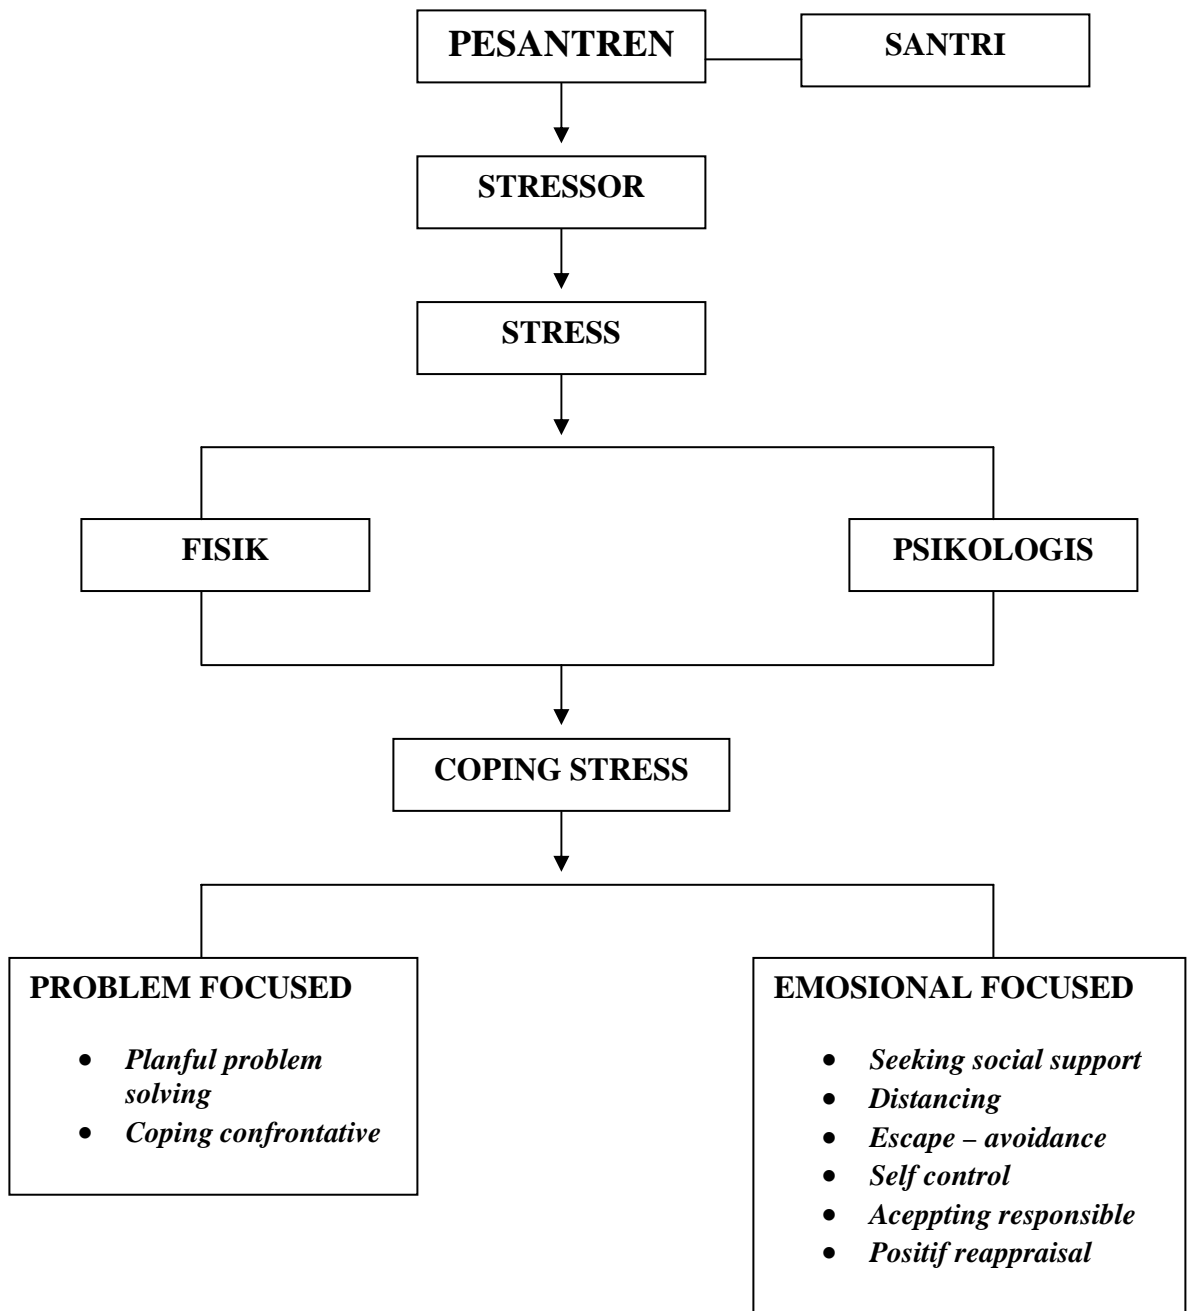 PESANTREN
SANTRI
STRESSOR
STRESS
FISIK
PSIKOLOGIS
COPING STRESS
PROBLEM FOCUSED
• Planful problem
solving
• Coping confrontative
EMOSIONAL FOCUSED
• Seeking social support
• Distancing
• Escape – avoidance
• Self control
• Aceppting responsible
• Positif reappraisal